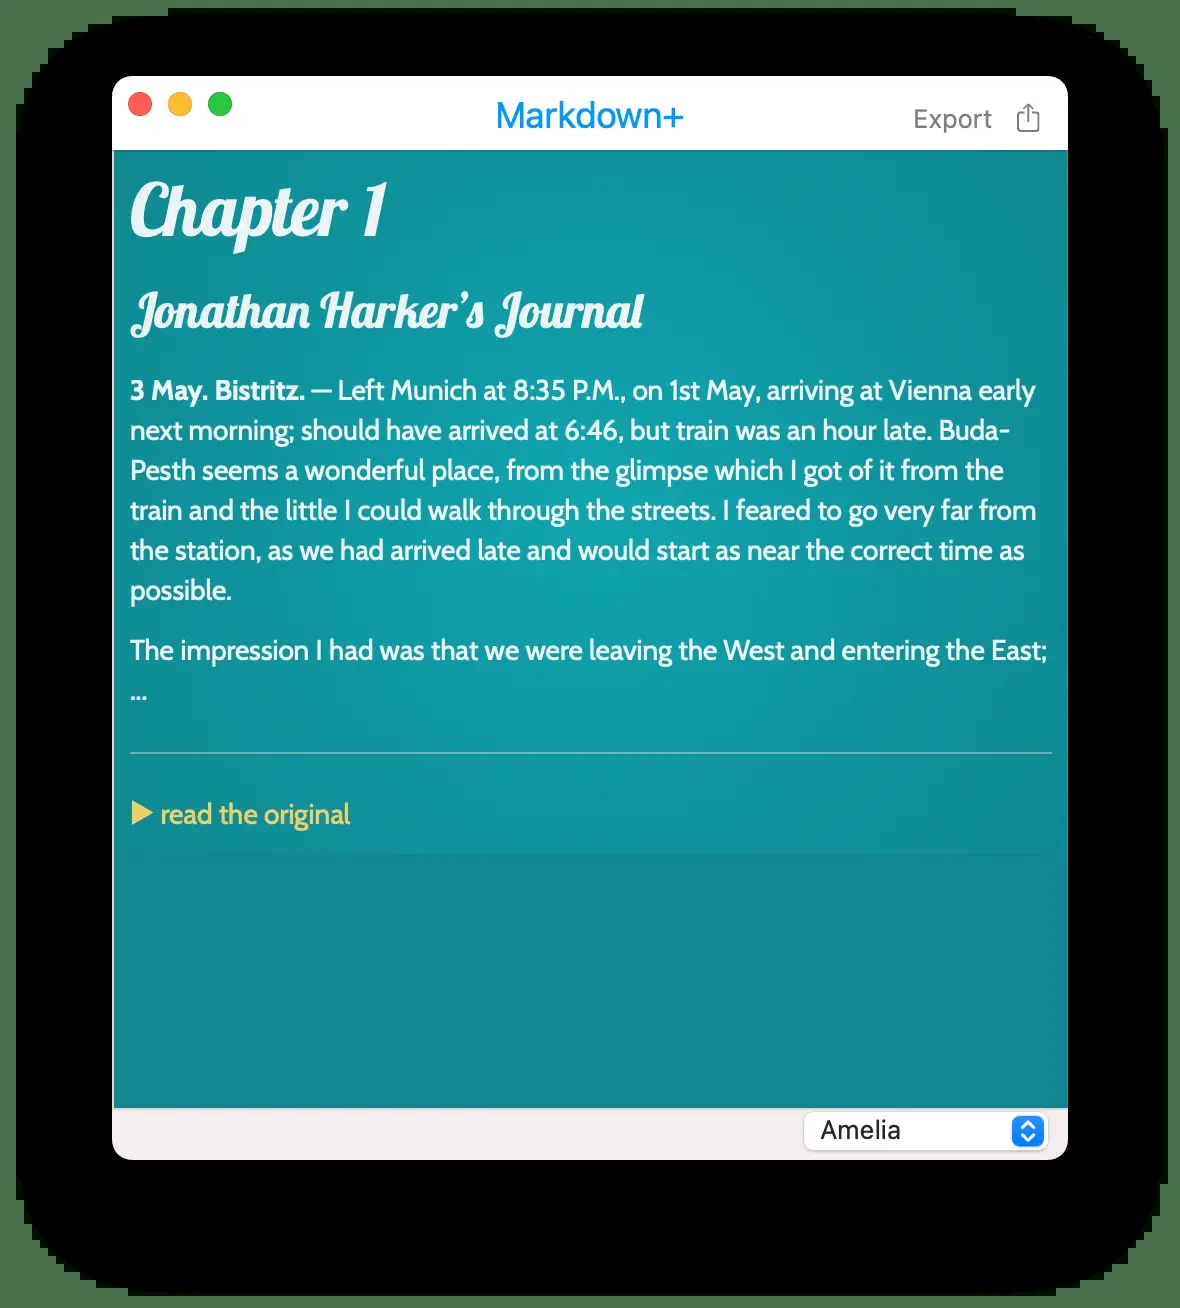 Markdown+
Export
Chapter 1
Jonathan Harker’s Journal
3 May. Bistritz. — Left Munich at 8:35 P.M., on 1st May, arriving at Vienna early
next morning; should have arrived at 6:46, but train was an hour late. Buda-
Pesth seems a wonderful place, from the glimpse which I got of it from the
train and the little I could walk through the streets. I feared to go very far from
the station, as we had arrived late and would start as near the correct time as
possible.
The impression I had was that we were leaving the West and entering the East;
...
▶ read the original
Amelia